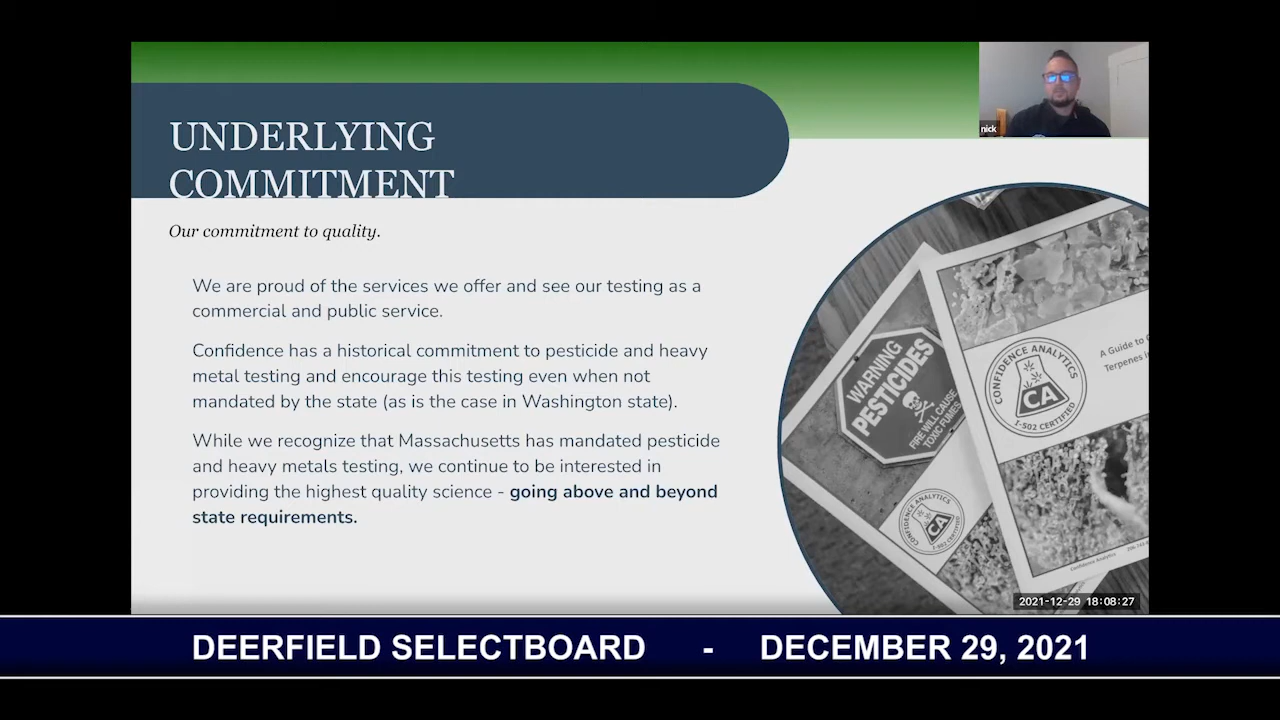 nick
UNDERLYING
COMMITMENT
Our commitment to quality.
We are proud of the services we offer and see our testing as a
commercial and public service.
Confidence has a historical commitment to pesticide and heavy
metal testing and encourage this testing even when not
mandated by the state (as is the case in Washington state).
While we recognize that Massachusetts has mandated pesticide
and heavy metals testing, we continue to be interested in
providing the highest quality science - going above and beyond
state requirements.
WARNING
PESTICIDES
FIRE WILL CAUSE
TOXIC FUMES
CONFIDENCE ANALYTICS
CA
I-502 CERTIFIED
A Guide to
Terpenes
CONFIDENCE ANALYTICS
CA
I-502 CERTIFIED
Confidence Analytics
2021-12-29 18:08:27
DEERFIELD SELECTBOARD - DECEMBER 29, 2021